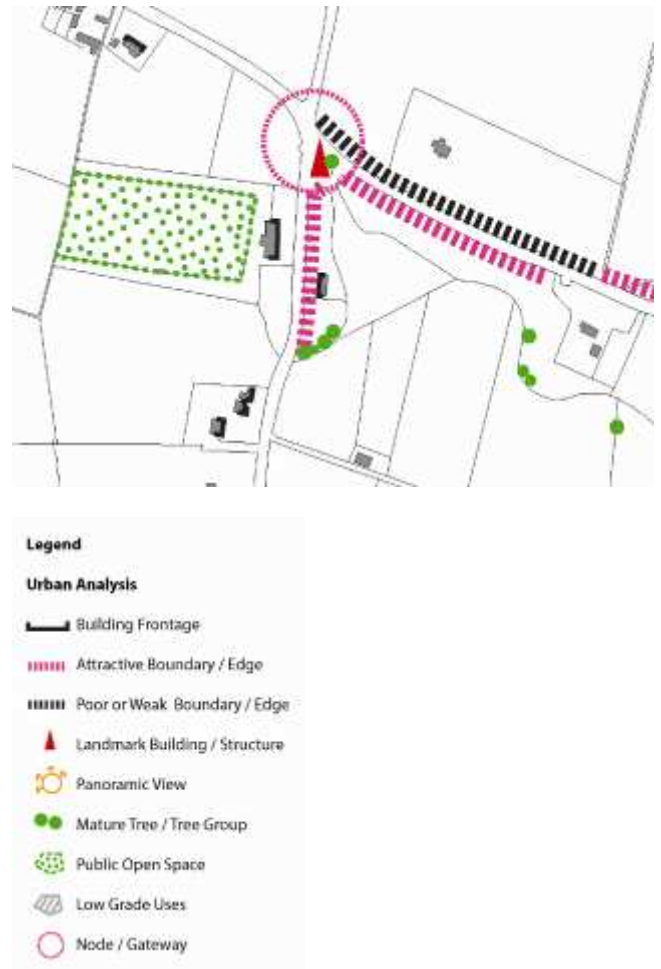 Legend
Urban Analysis
Building Frontage
Attractive Boundary / Edge
Poor or Weak Boundary / Edge
Landmark Building / Structure
Panoramic View
Mature Tree / Tree Group
Public Open Space
Low Grade Uses
Node / Gateway